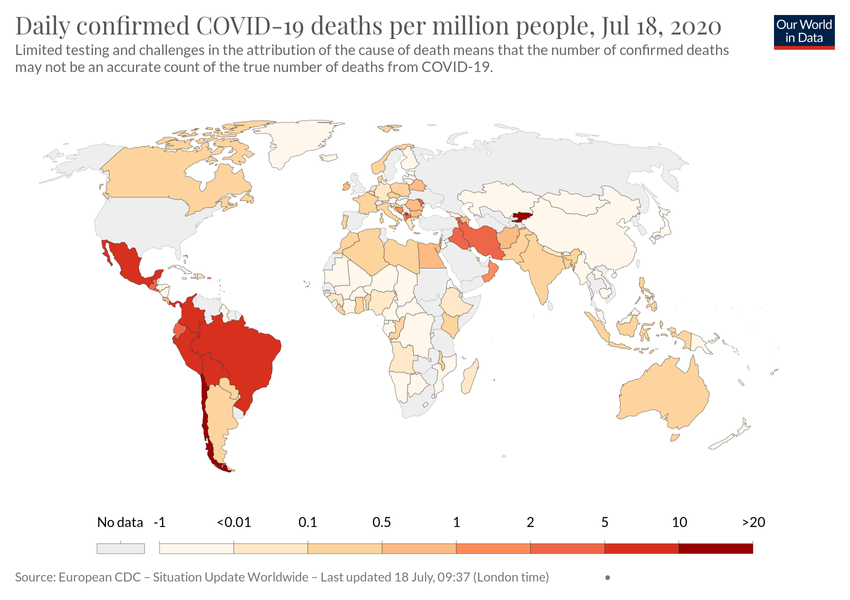 Daily confirmed COVID-19 deaths per million people, Jul 18, 2020
Our World
in Data
Limited testing and challenges in the attribution of the cause of death means that the number of confirmed deaths
may not be an accurate count of the true number of deaths from COVID-19.
No data -1 <0.01 0.1 0.5 1 2 5 10 >20
Source: European CDC – Situation Update Worldwide – Last updated 18 July, 09:37 (London time) •